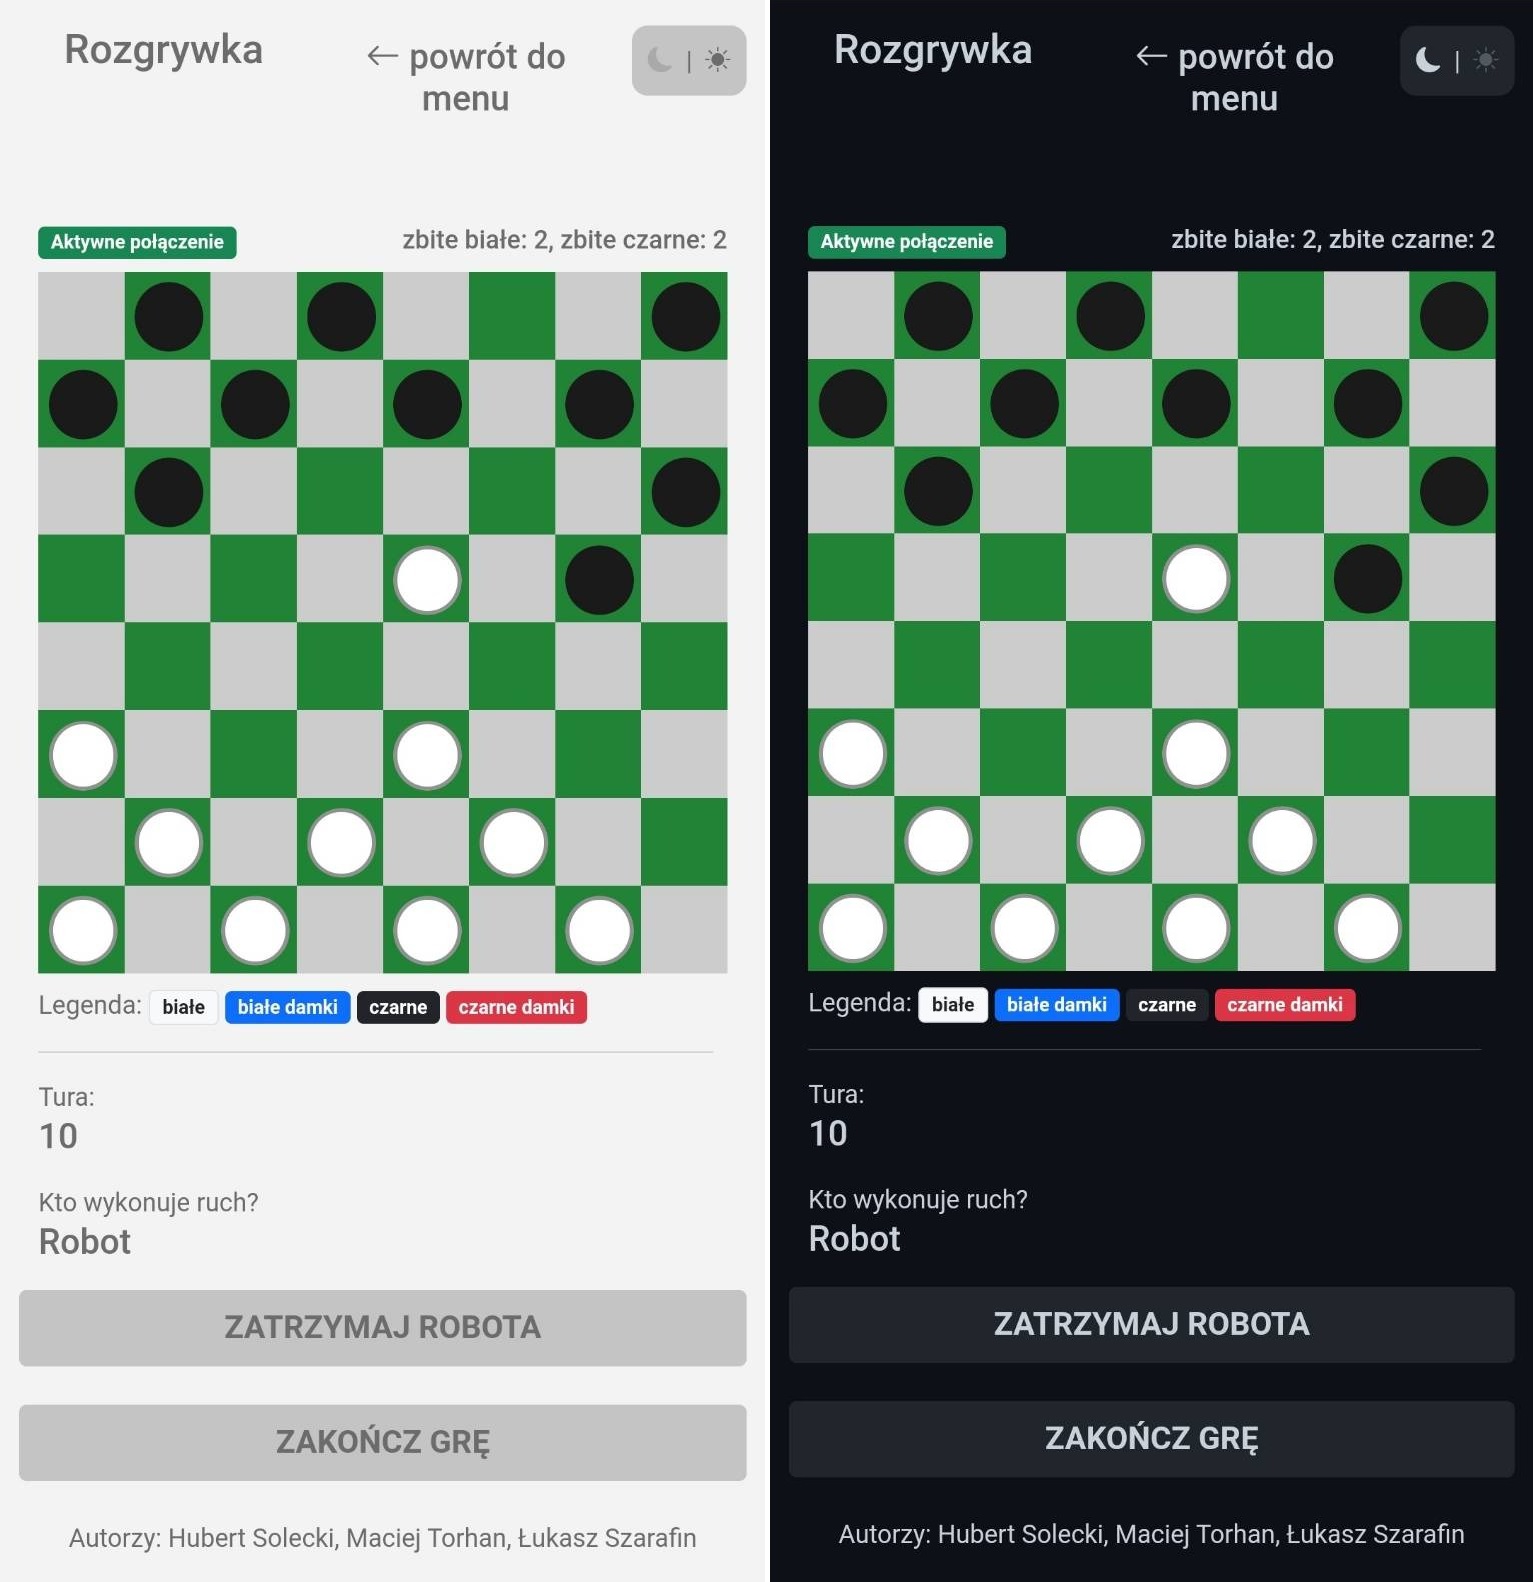 Rozgrywka
← powrót do
menu
|
Aktywne połączenie
zbite białe: 2, zbite czarne: 2
Legenda: białe białe damki czarne czarne damki
Tura:
10
Kto wykonuje ruch?
Robot
ZATRZYMAJ ROBOTA
ZAKOŃCZ GRĘ
Autorzy: Hubert Solecki, Maciej Torhan, Łukasz Szarafin
Rozgrywka
← powrót do
menu
|
Aktywne połączenie
zbite białe: 2, zbite czarne: 2
Legenda: białe białe damki czarne czarne damki
Tura:
10
Kto wykonuje ruch?
Robot
ZATRZYMAJ ROBOTA
ZAKOŃCZ GRĘ
Autorzy: Hubert Solecki, Maciej Torhan, Łukasz Szarafin